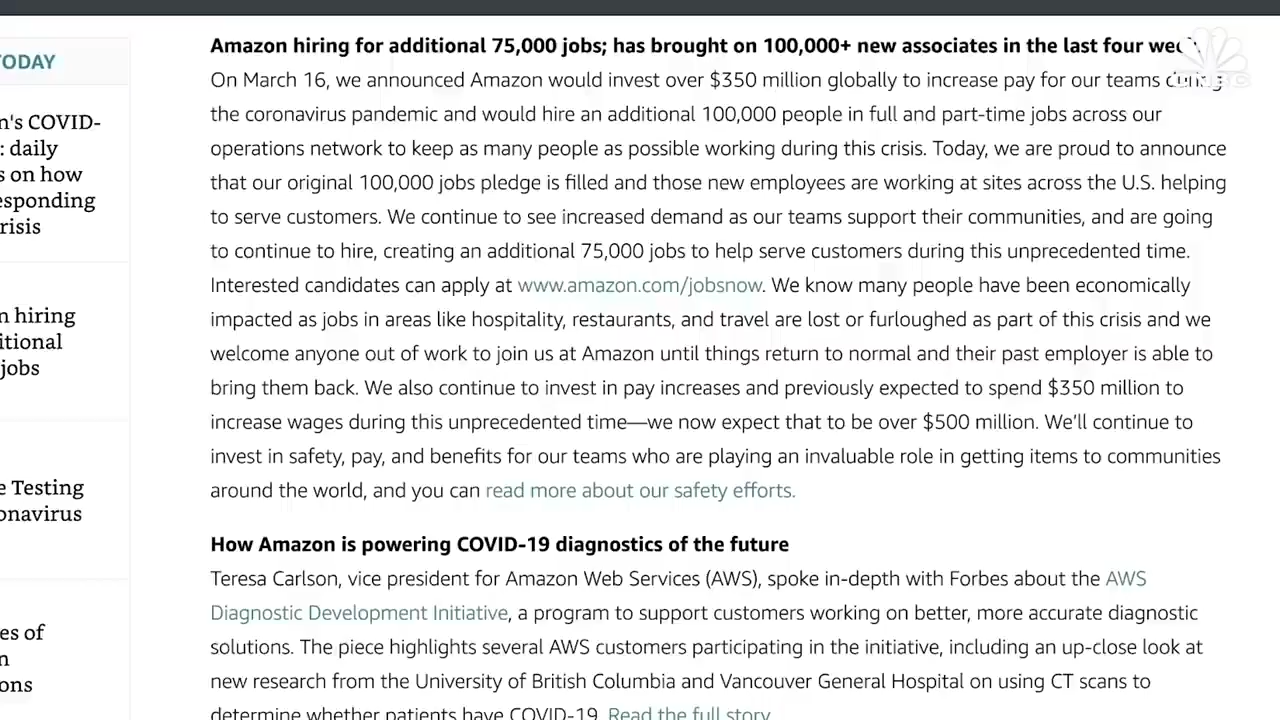 TODAY
n's COVID-
: daily
s on how
esponding
risis
n hiring
itional
jobs
e Testing
onavirus
es of
n
ons
Amazon hiring for additional 75,000 jobs; has brought on 100,000+ new associates in the last four
On March 16, we announced Amazon would invest over $350 million globally to increase pay for our teams during
the coronavirus pandemic and would hire an additional 100,000 people in full and part-time jobs across our
operations network to keep as many people as possible working during this crisis. Today, we are proud to announce
that our original 100,000 jobs pledge is filled and those new employees are working at sites across the U.S. helping
to serve customers. We continue to see increased demand as our teams support their communities, and are going
to continue to hire, creating an additional 75,000 jobs to help serve customers during this unprecedented time.
Interested candidates can apply at www.amazon.com/jobsnow. We know many people have been economically
impacted as jobs in areas like hospitality, restaurants, and travel are lost or furloughed as part of this crisis and we
welcome anyone out of work to join us at Amazon until things return to normal and their past employer is able to
bring them back. We also continue to invest in pay increases and previously expected to spend $350 million to
increase wages during this unprecedented time—we now expect that to be over $500 million. We'll continue to
invest in safety, pay, and benefits for our teams who are playing an invaluable role in getting items to communities
around the world, and you can read more about our safety efforts.
How Amazon is powering COVID-19 diagnostics of the future
Teresa Carlson, vice president for Amazon Web Services (AWS), spoke in-depth with Forbes about the AWS
Diagnostic Development Initiative, a program to support customers working on better, more accurate diagnostic
solutions. The piece highlights several AWS customers participating in the initiative, including an up-close look at
new research from the University of British Columbia and Vancouver General Hospital on using CT scans to
determine whether patients have COVID-19. Read the full story
CNBC